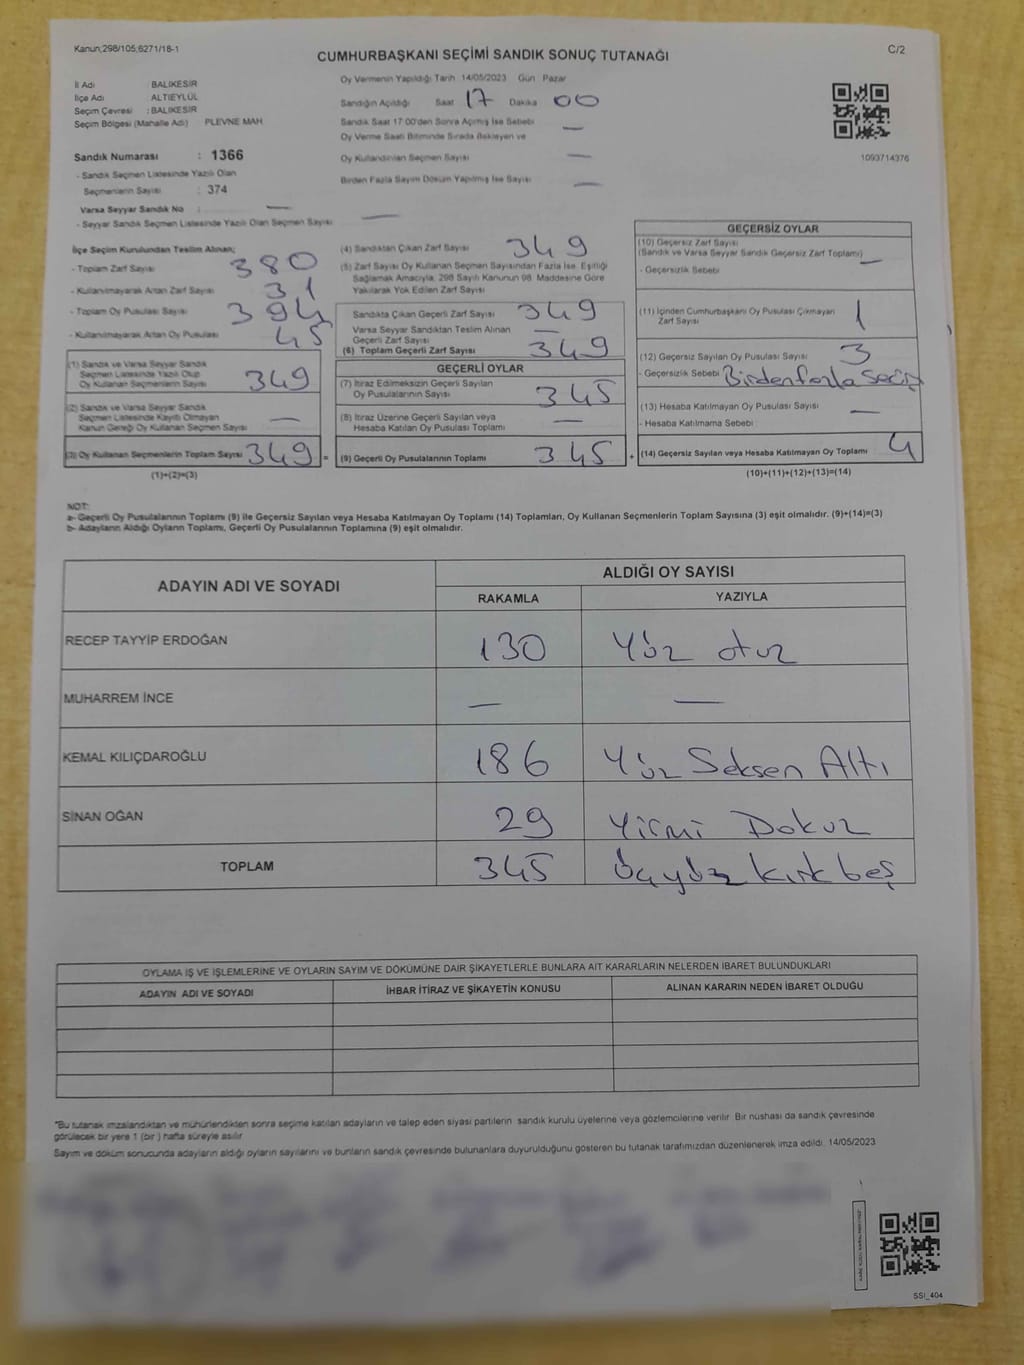 Kanun;298/105;6271/18-1
C/2
CUMHURBAŞKANI SEÇİMİ SANDIK SONUÇ TUTANAĞI
İl Adı : BALIKESİR
İlçe Adı : ALTIEYLÜL
Seçim Çevresi : BALIKESİR
Seçim Bölgesi (Mahalle Adı) PLEVNE MAH.
Sandık Numarası : 1366
- Sandık Seçmen Listesinde Yazılı Olan
Seçmenlerin Sayısı : 374
Varsa Seyyar Sandık No : —
- Seyyar Sandık Seçmen Listesinde Yazılı Olan Seçmen Sayısı —
Oy Vermenin Yapıldığı Tarih 14/05/2023 Gün Pazar
Sandığın Açıldığı Saat 17 Dakika 00
Sandık Saat 17:00'den Sonra Açılmış İse Sebebi —
Oy Verme Saati Bitiminde Sırada Bekleyen ve
Oy Kullandırılan Seçmen Sayısı —
Birden Fazla Sayım Döküm Yapılmış İse Sayısı —
1093714376
İlçe Seçim Kurulundan Teslim Alınan;
- Toplam Zarf Sayısı 380
- Kullanılmayarak Artan Zarf Sayısı 31
- Toplam Oy Pusulası Sayısı 394
- Kullanılmayarak Artan Oy Pusulası 45
(1) Sandık ve Varsa Seyyar Sandık
Seçmen Listesinde Yazılı Olup
Oy Kullanan Seçmenlerin Sayısı 349
(2) Sandık ve Varsa Seyyar Sandık
Seçmen Listesinde Kayıtlı Olmayan
Kanun Gereği Oy Kullanan Seçmen Sayısı —
(3) Oy Kullanan Seçmenlerin Toplam Sayısı 349 =
(1)+(2)=(3)
(4) Sandıktan Çıkan Zarf Sayısı 349
(5) Zarf Sayısı Oy Kullanan Seçmen Sayısından Fazla İse, Eşitliği
Sağlamak Amacıyla, 298 Sayılı Kanunun 98. Maddesine Göre
Yakılarak Yok Edilen Zarf Sayısı
Sandıkta Çıkan Geçerli Zarf Sayısı 349
Varsa Seyyar Sandıktan Teslim Alınan
Geçerli Zarf Sayısı —
(6) Toplam Geçerli Zarf Sayısı 349
GEÇERLİ OYLAR
(7) İtiraz Edilmeksizin Geçerli Sayılan
Oy Pusulalarının Sayısı 345
(8) İtiraz Üzerine Geçerli Sayılan veya
Hesaba Katılan Oy Pusulası Toplamı —
(9) Geçerli Oy Pusulalarının Toplamı 345 +
GEÇERSİZ OYLAR
(10) Geçersiz Zarf Sayısı
(Sandık ve Varsa Seyyar Sandık Geçersiz Zarf Toplamı) —
- Geçersizlik Sebebi
(11) İçinden Cumhurbaşkanı Oy Pusulası Çıkmayan
Zarf Sayısı 1
(12) Geçersiz Sayılan Oy Pusulası Sayısı 3
- Geçersizlik Sebebi Birden fazla seçiş
(13) Hesaba Katılmayan Oy Pusulası Sayısı —
- Hesaba Katılmama Sebebi
(14) Geçersiz Sayılan veya Hesaba Katılmayan Oy Toplamı 4
(10)+(11)+(12)+(13)=(14)
NOT:
a- Geçerli Oy Pusulalarının Toplamı (9) ile Geçersiz Sayılan veya Hesaba Katılmayan Oy Toplamı (14) Toplamları, Oy Kullanan Seçmenlerin Toplam Sayısına (3) eşit olmalıdır. (9)+(14)=(3)
b- Adayların Aldığı Oyların Toplamı, Geçerli Oy Pusulalarının Toplamına (9) eşit olmalıdır.
ADAYIN ADI VE SOYADI
ALDIĞI OY SAYISI
RAKAMLA YAZIYLA
RECEP TAYYİP ERDOĞAN 130 Yüz otuz
MUHARREM İNCE — —
KEMAL KILIÇDAROĞLU 186 Yüz Seksen Altı
SİNAN OĞAN 29 Yirmi Dokuz
TOPLAM 345 Üçyüz kırk beş
OYLAMA İŞ VE İŞLEMLERİNE VE OYLARIN SAYIM VE DÖKÜMÜNE DAİR ŞİKAYETLERLE BUNLARA AİT KARARLARIN NELERDEN İBARET BULUNDUKLARI
ADAYIN ADI VE SOYADI İHBAR İTİRAZ VE ŞİKAYETİN KONUSU ALINAN KARARIN NEDEN İBARET OLDUĞU
*Bu tutanak imzalandıktan ve mühürlendikten sonra seçime katılan adayların ve talep eden siyasi partilerin sandık kurulu üyelerine veya gözlemcilerine verilir. Bir nüshası da sandık çevresinde
görülecek bir yere 1 (bir ) hafta süreyle asılır
Sayım ve döküm sonucunda adayların aldığı oyların sayılarını ve bunların sandık çevresinde bulunanlara duyurulduğunu gösteren bu tutanak tarafımızdan düzenlenerek imza edildi. 14/05/2023
SSI_404